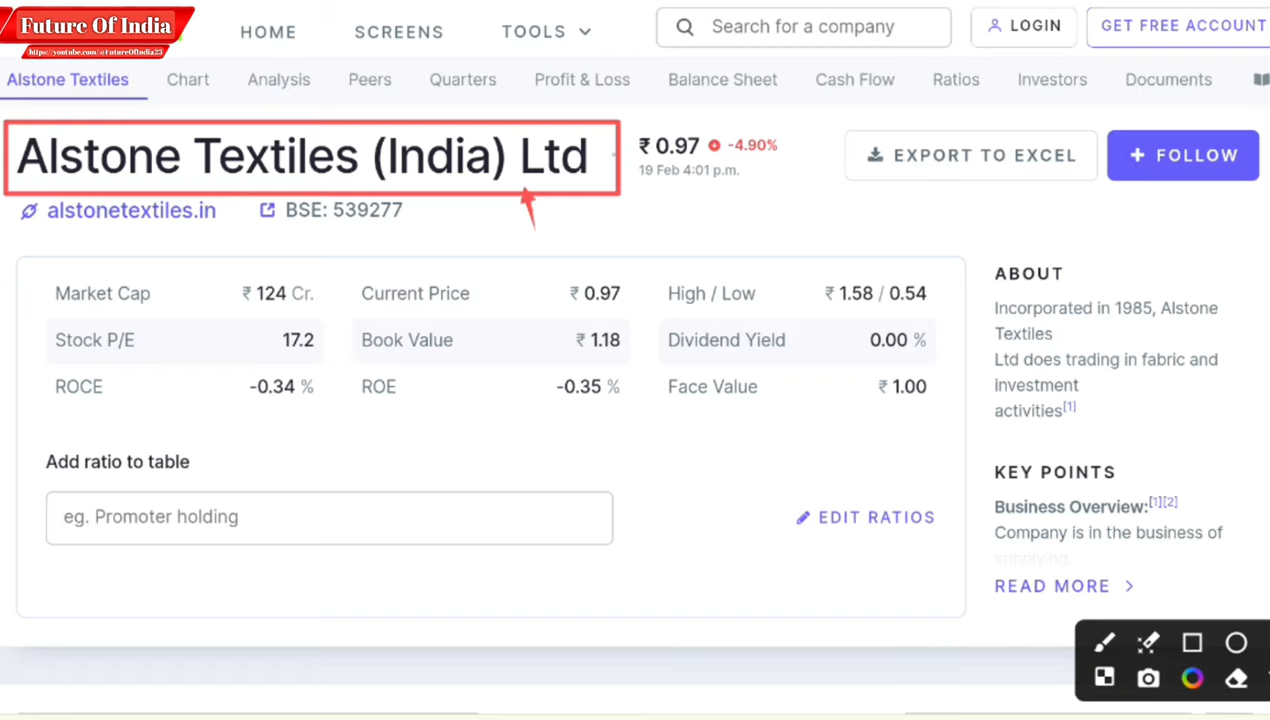 Future Of India
https://youtube.com/@FutureOfIndia23
HOME SCREENS TOOLS
Search for a company
LOGIN
GET FREE ACCOUNT
Alstone Textiles Chart Analysis Peers Quarters Profit & Loss Balance Sheet Cash Flow Ratios Investors Documents
Alstone Textiles (India) Ltd
₹ 0.97 -4.90%
19 Feb 4:01 p.m.
EXPORT TO EXCEL
+ FOLLOW
alstonetextiles.in BSE: 539277
Market Cap ₹ 124 Cr. Current Price ₹ 0.97 High / Low ₹ 1.58 / 0.54
Stock P/E 17.2 Book Value ₹ 1.18 Dividend Yield 0.00 %
ROCE -0.34 % ROE -0.35 % Face Value ₹ 1.00
Add ratio to table
eg. Promoter holding
EDIT RATIOS
ABOUT
Incorporated in 1985, Alstone
Textiles
Ltd does trading in fabric and
investment
activities[1]
KEY POINTS
Business Overview:[1][2]
Company is in the business of
supplying,
READ MORE